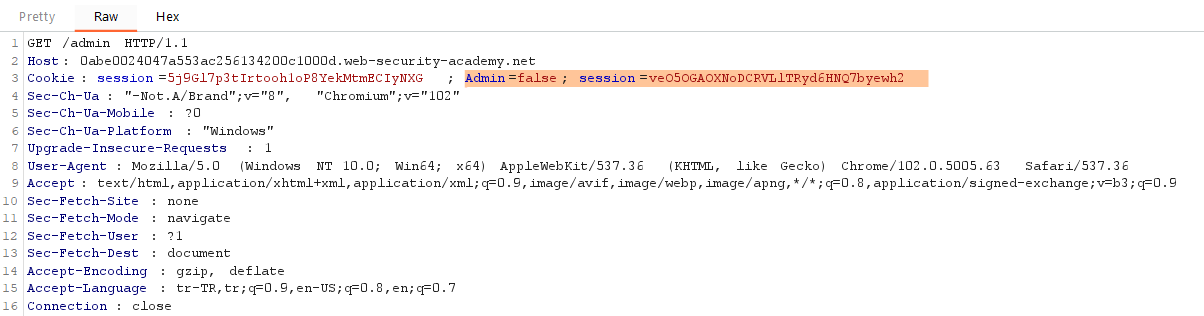 Pretty Raw Hex
1 GET /admin HTTP/1.1
2 Host: 0abe0024047a553ac256134200c1000d.web-security-academy.net
3 Cookie: session=5j9Gl7p3tIrtooh1oP8YekMtmECIyNXG ; Admin=false; session=veO5OGAOXNoDCRVLlTRyd6HNQ7byewh2
4 Sec-Ch-Ua : "-Not.A/Brand";v="8", "Chromium";v="102"
5 Sec-Ch-Ua-Mobile : ?0
6 Sec-Ch-Ua-Platform : "Windows"
7 Upgrade-Insecure-Requests : 1
8 User-Agent : Mozilla/5.0 (Windows NT 10.0; Win64; x64) AppleWebKit/537.36 (KHTML, like Gecko) Chrome/102.0.5005.63 Safari/537.36
9 Accept : text/html,application/xhtml+xml,application/xml;q=0.9,image/avif,image/webp,image/apng,*/*;q=0.8,application/signed-exchange;v=b3;q=0.9
10 Sec-Fetch-Site : none
11 Sec-Fetch-Mode : navigate
12 Sec-Fetch-User : ?1
13 Sec-Fetch-Dest : document
14 Accept-Encoding : gzip, deflate
15 Accept-Language : tr-TR,tr;q=0.9,en-US;q=0.8,en;q=0.7
16 Connection : close